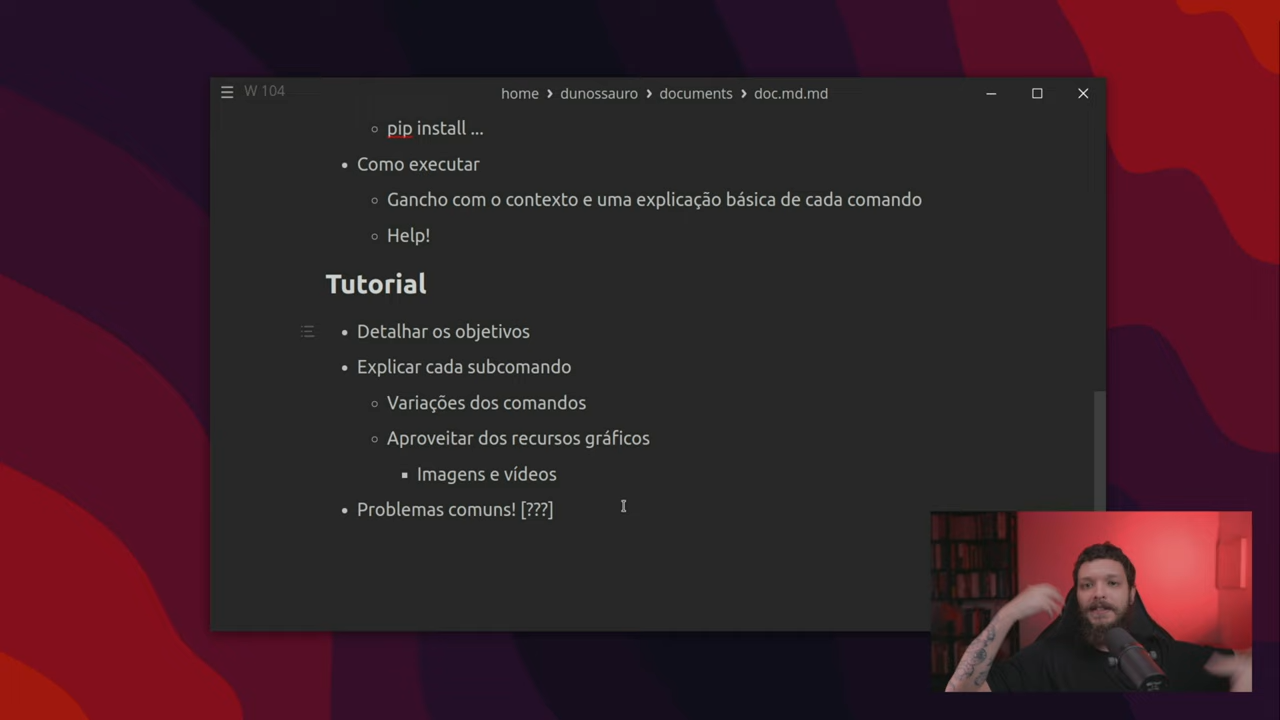 W 104
home › dunossauro › documents › doc.md.md
pip install ...
Como executar
Gancho com o contexto e uma explicação básica de cada comando
Help!
Tutorial
Detalhar os objetivos
Explicar cada subcomando
Variações dos comandos
Aproveitar dos recursos gráficos
Imagens e vídeos
Problemas comuns! [???]